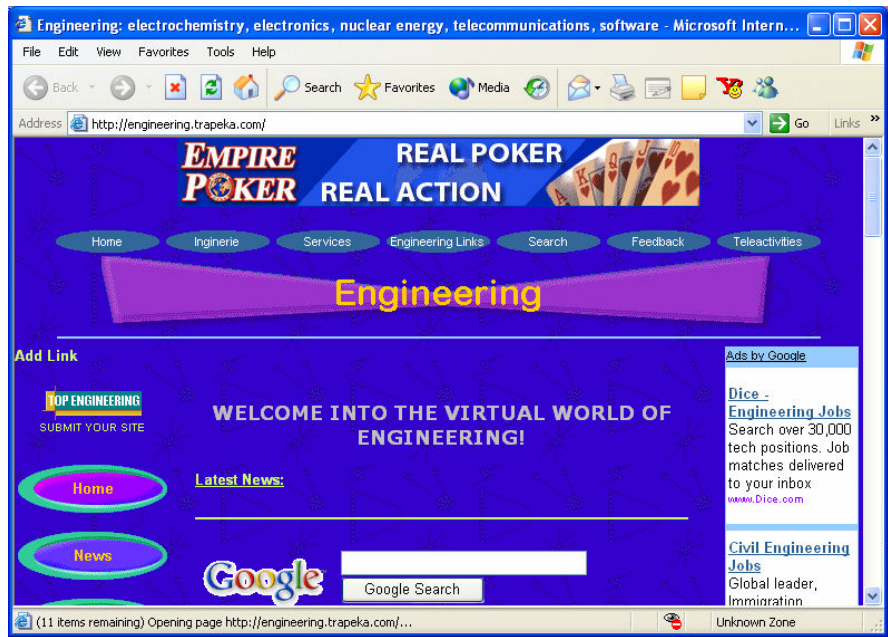 Engineering: electrochemistry, electronics, nuclear energy, telecommunications, software - Microsoft Intern...
File Edit View Favorites Tools Help
Back Search Favorites Media
Address http://engineering.trapeka.com/ Go Links »
EMPIRE POKER
REAL POKER
REAL ACTION
Home Inginerie Services Engineering Links Search Feedback Teleactivities
Engineering
Add Link
TOP ENGINEERING
SUBMIT YOUR SITE
Home
News
WELCOME INTO THE VIRTUAL WORLD OF
ENGINEERING!
Latest News:
Google
Google Search
Ads by Google
Dice -
Engineering Jobs
Search over 30,000
tech positions. Job
matches delivered
to your inbox
www.Dice.com
Civil Engineering
Jobs
Global leader,
Immigration
(11 items remaining) Opening page http://engineering.trapeka.com/... Unknown Zone